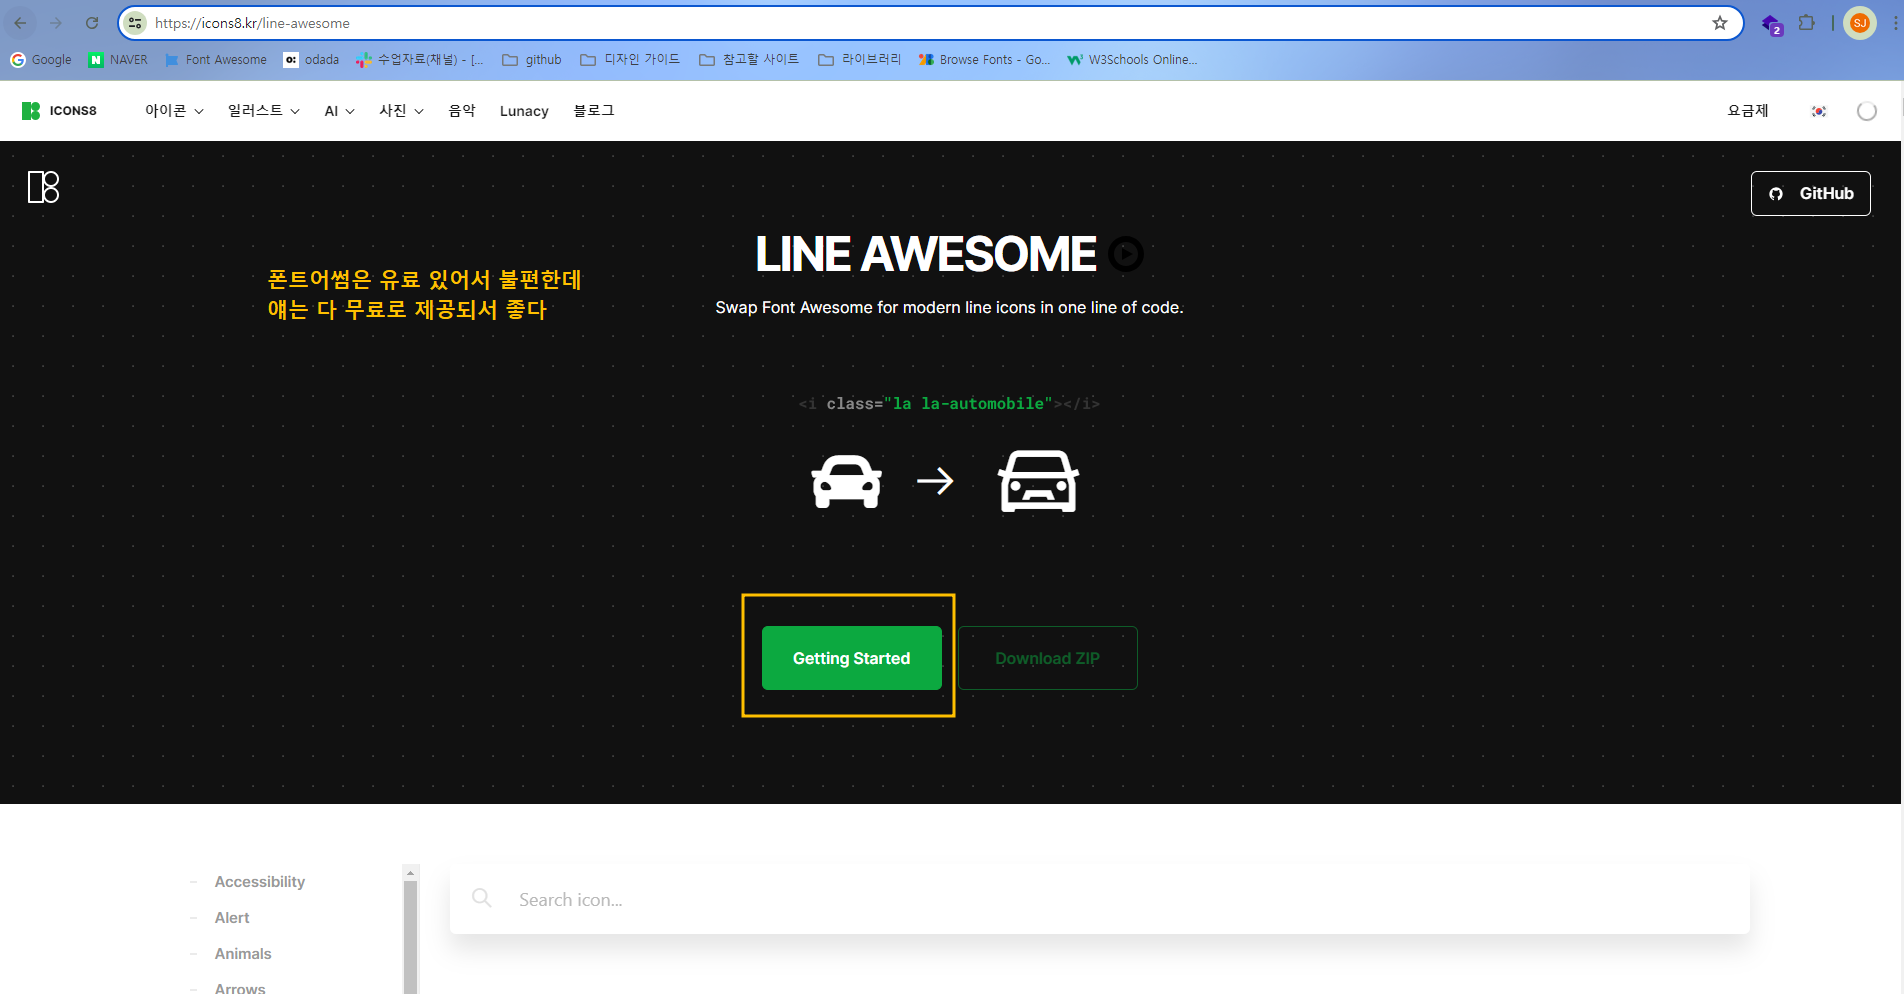 https://icons8.kr/line-awesome
SJ
2
Google NAVER Font Awesome odada 수업자료(채널) - [... github 디자인 가이드 참고할 사이트 라이브러리 Browse Fonts - Go... W3Schools Online...
ICONS8 아이콘 일러스트 AI 사진 음악 Lunacy 블로그 요금제
GitHub
LINE AWESOME
폰트어썸은 유료 있어서 불편한데
얘는 다 무료로 제공되서 좋다
Swap Font Awesome for modern line icons in one line of code.
<i class="la la-automobile"></i>
Getting Started Download ZIP
Accessibility
Search icon...
Alert
Animals
Arrows